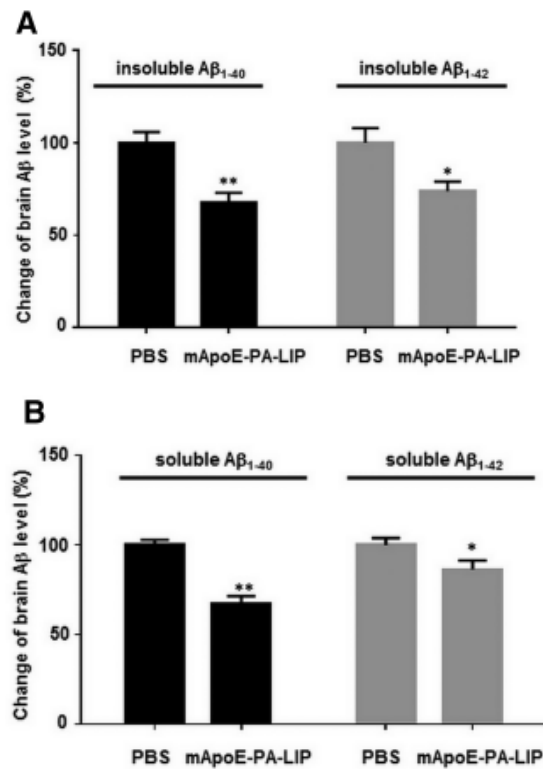 A
Change of brain Aβ level (%)
150
100
50
0
insoluble Aβ1-40
insoluble Aβ1-42
**
*
PBS
mApoE-PA-LIP
PBS
mApoE-PA-LIP
B
Change of brain Aβ level (%)
150
100
50
0
soluble Aβ1-40
soluble Aβ1-42
**
*
PBS
mApoE-PA-LIP
PBS
mApoE-PA-LIP